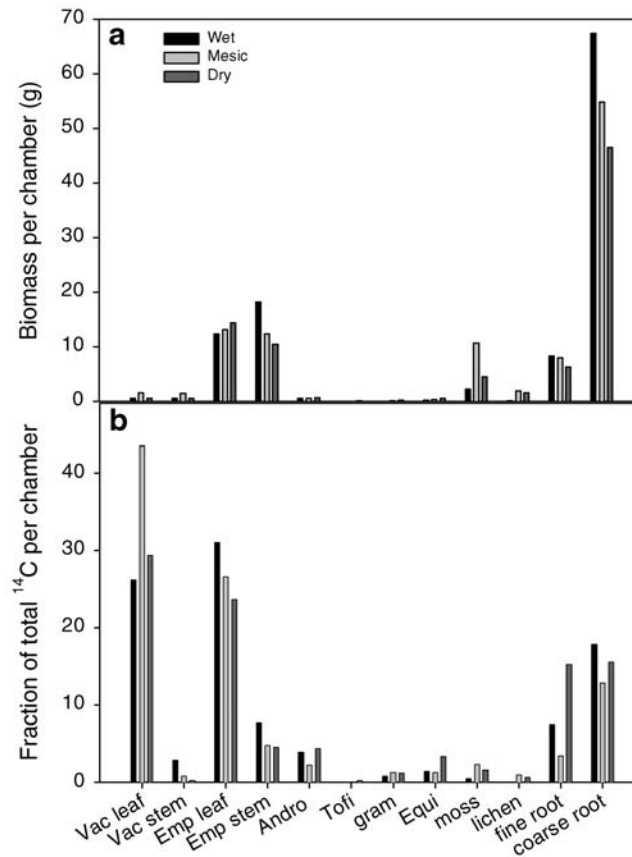 a
Wet
Mesic
Dry
Biomass per chamber (g)
70
60
50
40
30
20
10
0
b
Fraction of total ¹⁴C per chamber
40
30
20
10
0
Vac leaf
Vac stem
Emp leaf
Emp stem
Andro
Tofi
gram
Equi
moss
lichen
fine root
coarse root